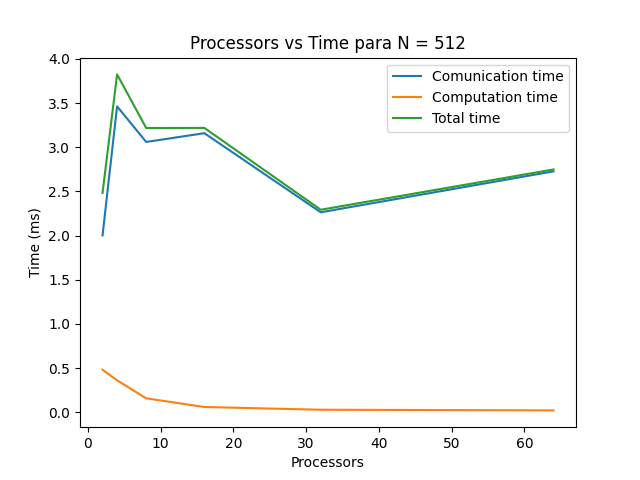 Processors vs Time para N = 512
Comunication time
Computation time
Total time
4.0
3.5
3.0
2.5
2.0
1.5
1.0
0.5
0.0
Time (ms)
0 10 20 30 40 50 60
Processors